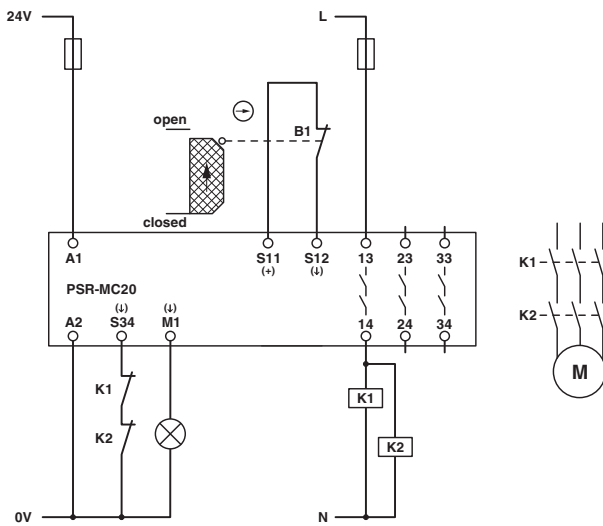 24V
L
open
B1
closed
A1
S11
S12
13
23
33
(+)
(↓)
PSR-MC20
K1
(↓)
(↓)
A2
S34
M1
14
24
34
K2
K1
K1
M
K2
K2
0V
N